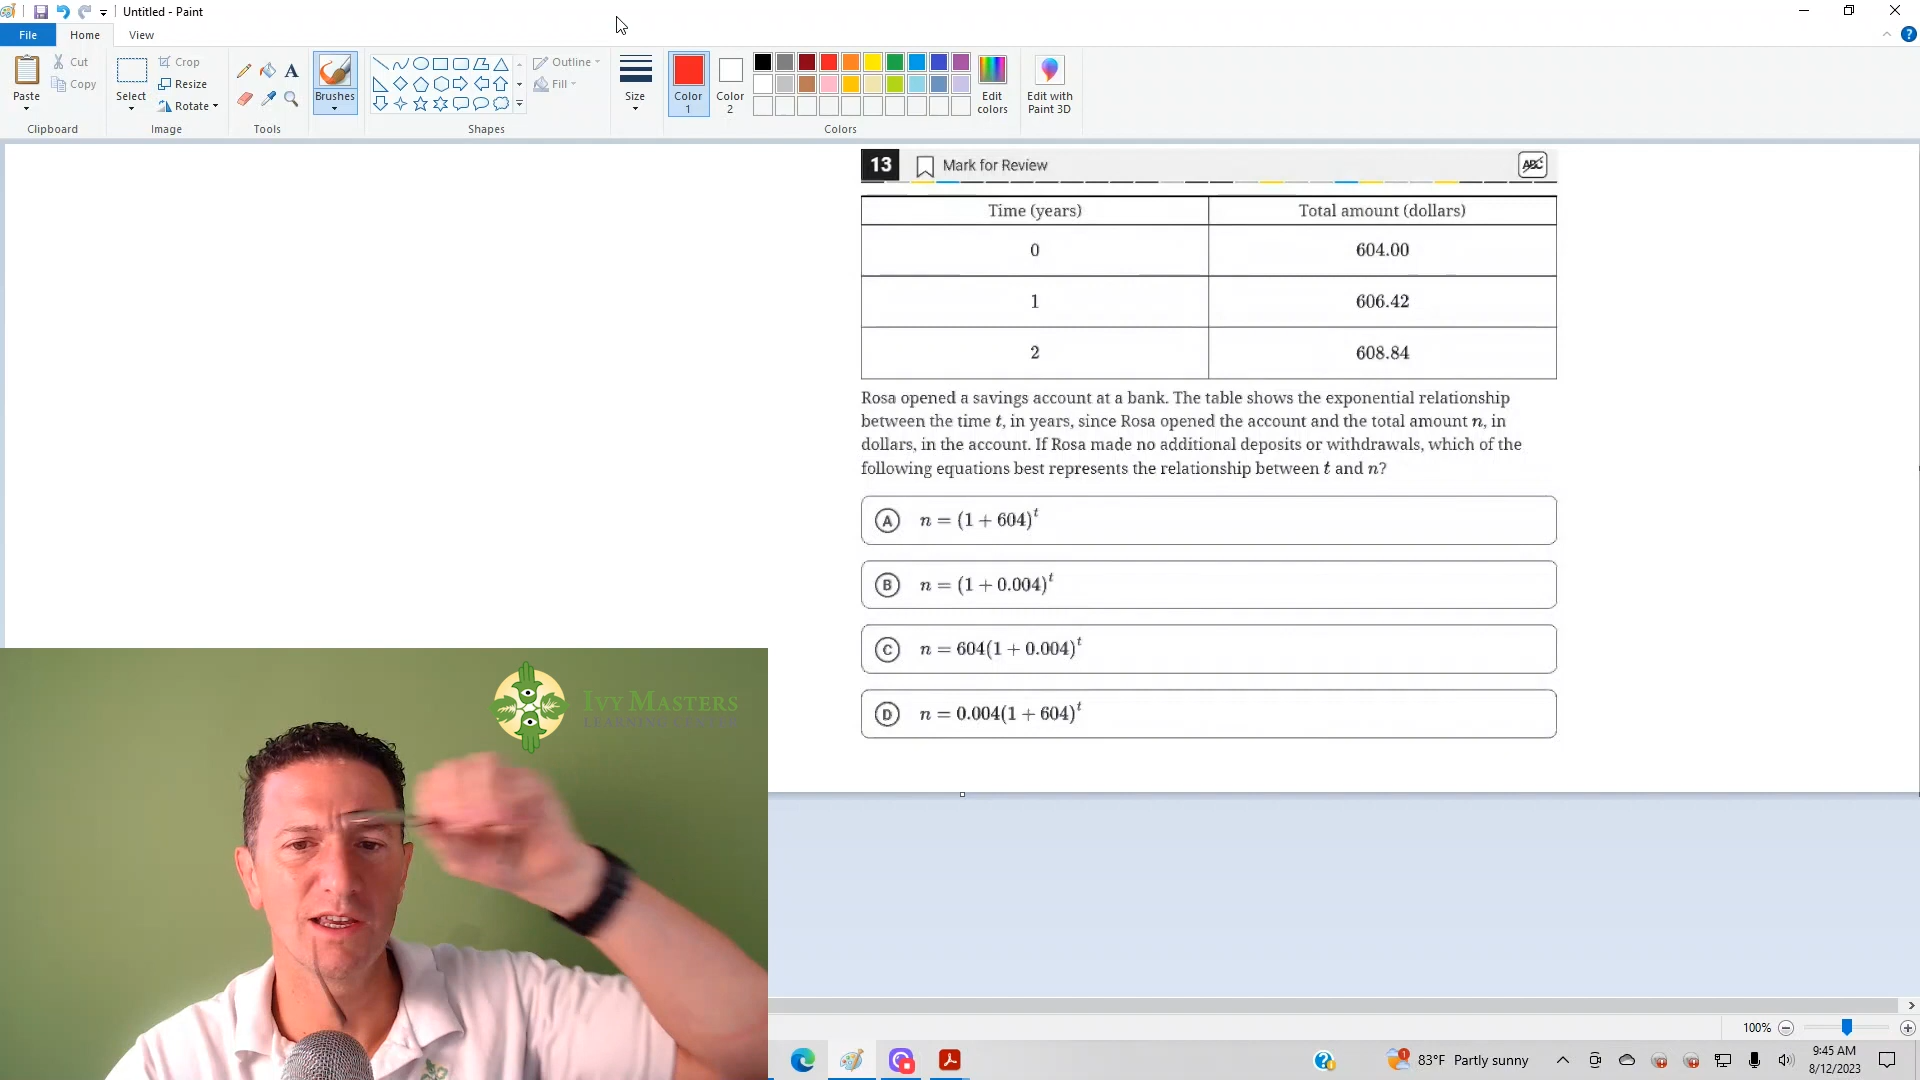 Untitled - Paint
File
Home
View
Paste
Cut
Copy
Clipboard
Select
Crop
Resize
Rotate
Image
A
Tools
Brushes
Shapes
Outline
Fill
Size
Color 1
Color 2
Colors
Edit colors
Edit with Paint 3D
13
Mark for Review
ABC
Time (years) Total amount (dollars)
0 604.00
1 606.42
2 608.84
Rosa opened a savings account at a bank. The table shows the exponential relationship
between the time t, in years, since Rosa opened the account and the total amount n, in
dollars, in the account. If Rosa made no additional deposits or withdrawals, which of the
following equations best represents the relationship between t and n?
A n = (1 + 604)^t
B n = (1 + 0.004)^t
C n = 604(1 + 0.004)^t
D n = 0.004(1 + 604)^t
IVY MASTERS
LEARNING CENTER
100%
1
83°F Partly sunny
9:45 AM
8/12/2023